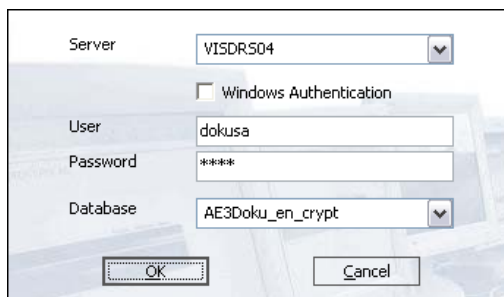 Server VISDRS04
Windows Authentication
User dokusa
Password ****
Database AE3Doku_en_crypt
OK Cancel